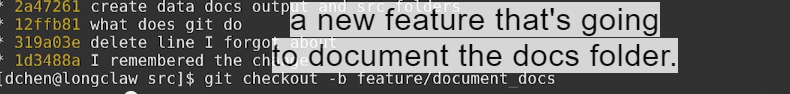 * 2a47261 create data docs output and src folders
* 12ffb81 what does git do
* 319a03e delete line I forgot about
* 1d3488a I remembered the
[dchen@longclaw src]$ git checkout -b feature/document_docs
a new feature that's going
to document the docs folder.